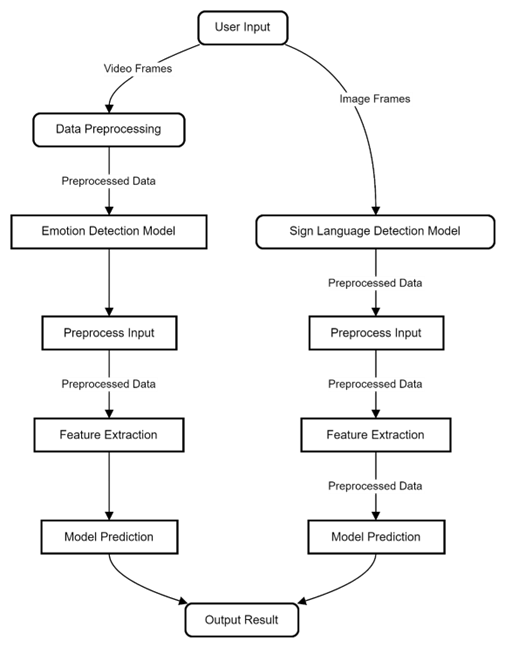 User Input
Video Frames
Image Frames
Data Preprocessing
Preprocessed Data
Emotion Detection Model
Sign Language Detection Model
Preprocessed Data
Preprocess Input
Preprocess Input
Preprocessed Data
Preprocessed Data
Feature Extraction
Feature Extraction
Preprocessed Data
Model Prediction
Model Prediction
Output Result